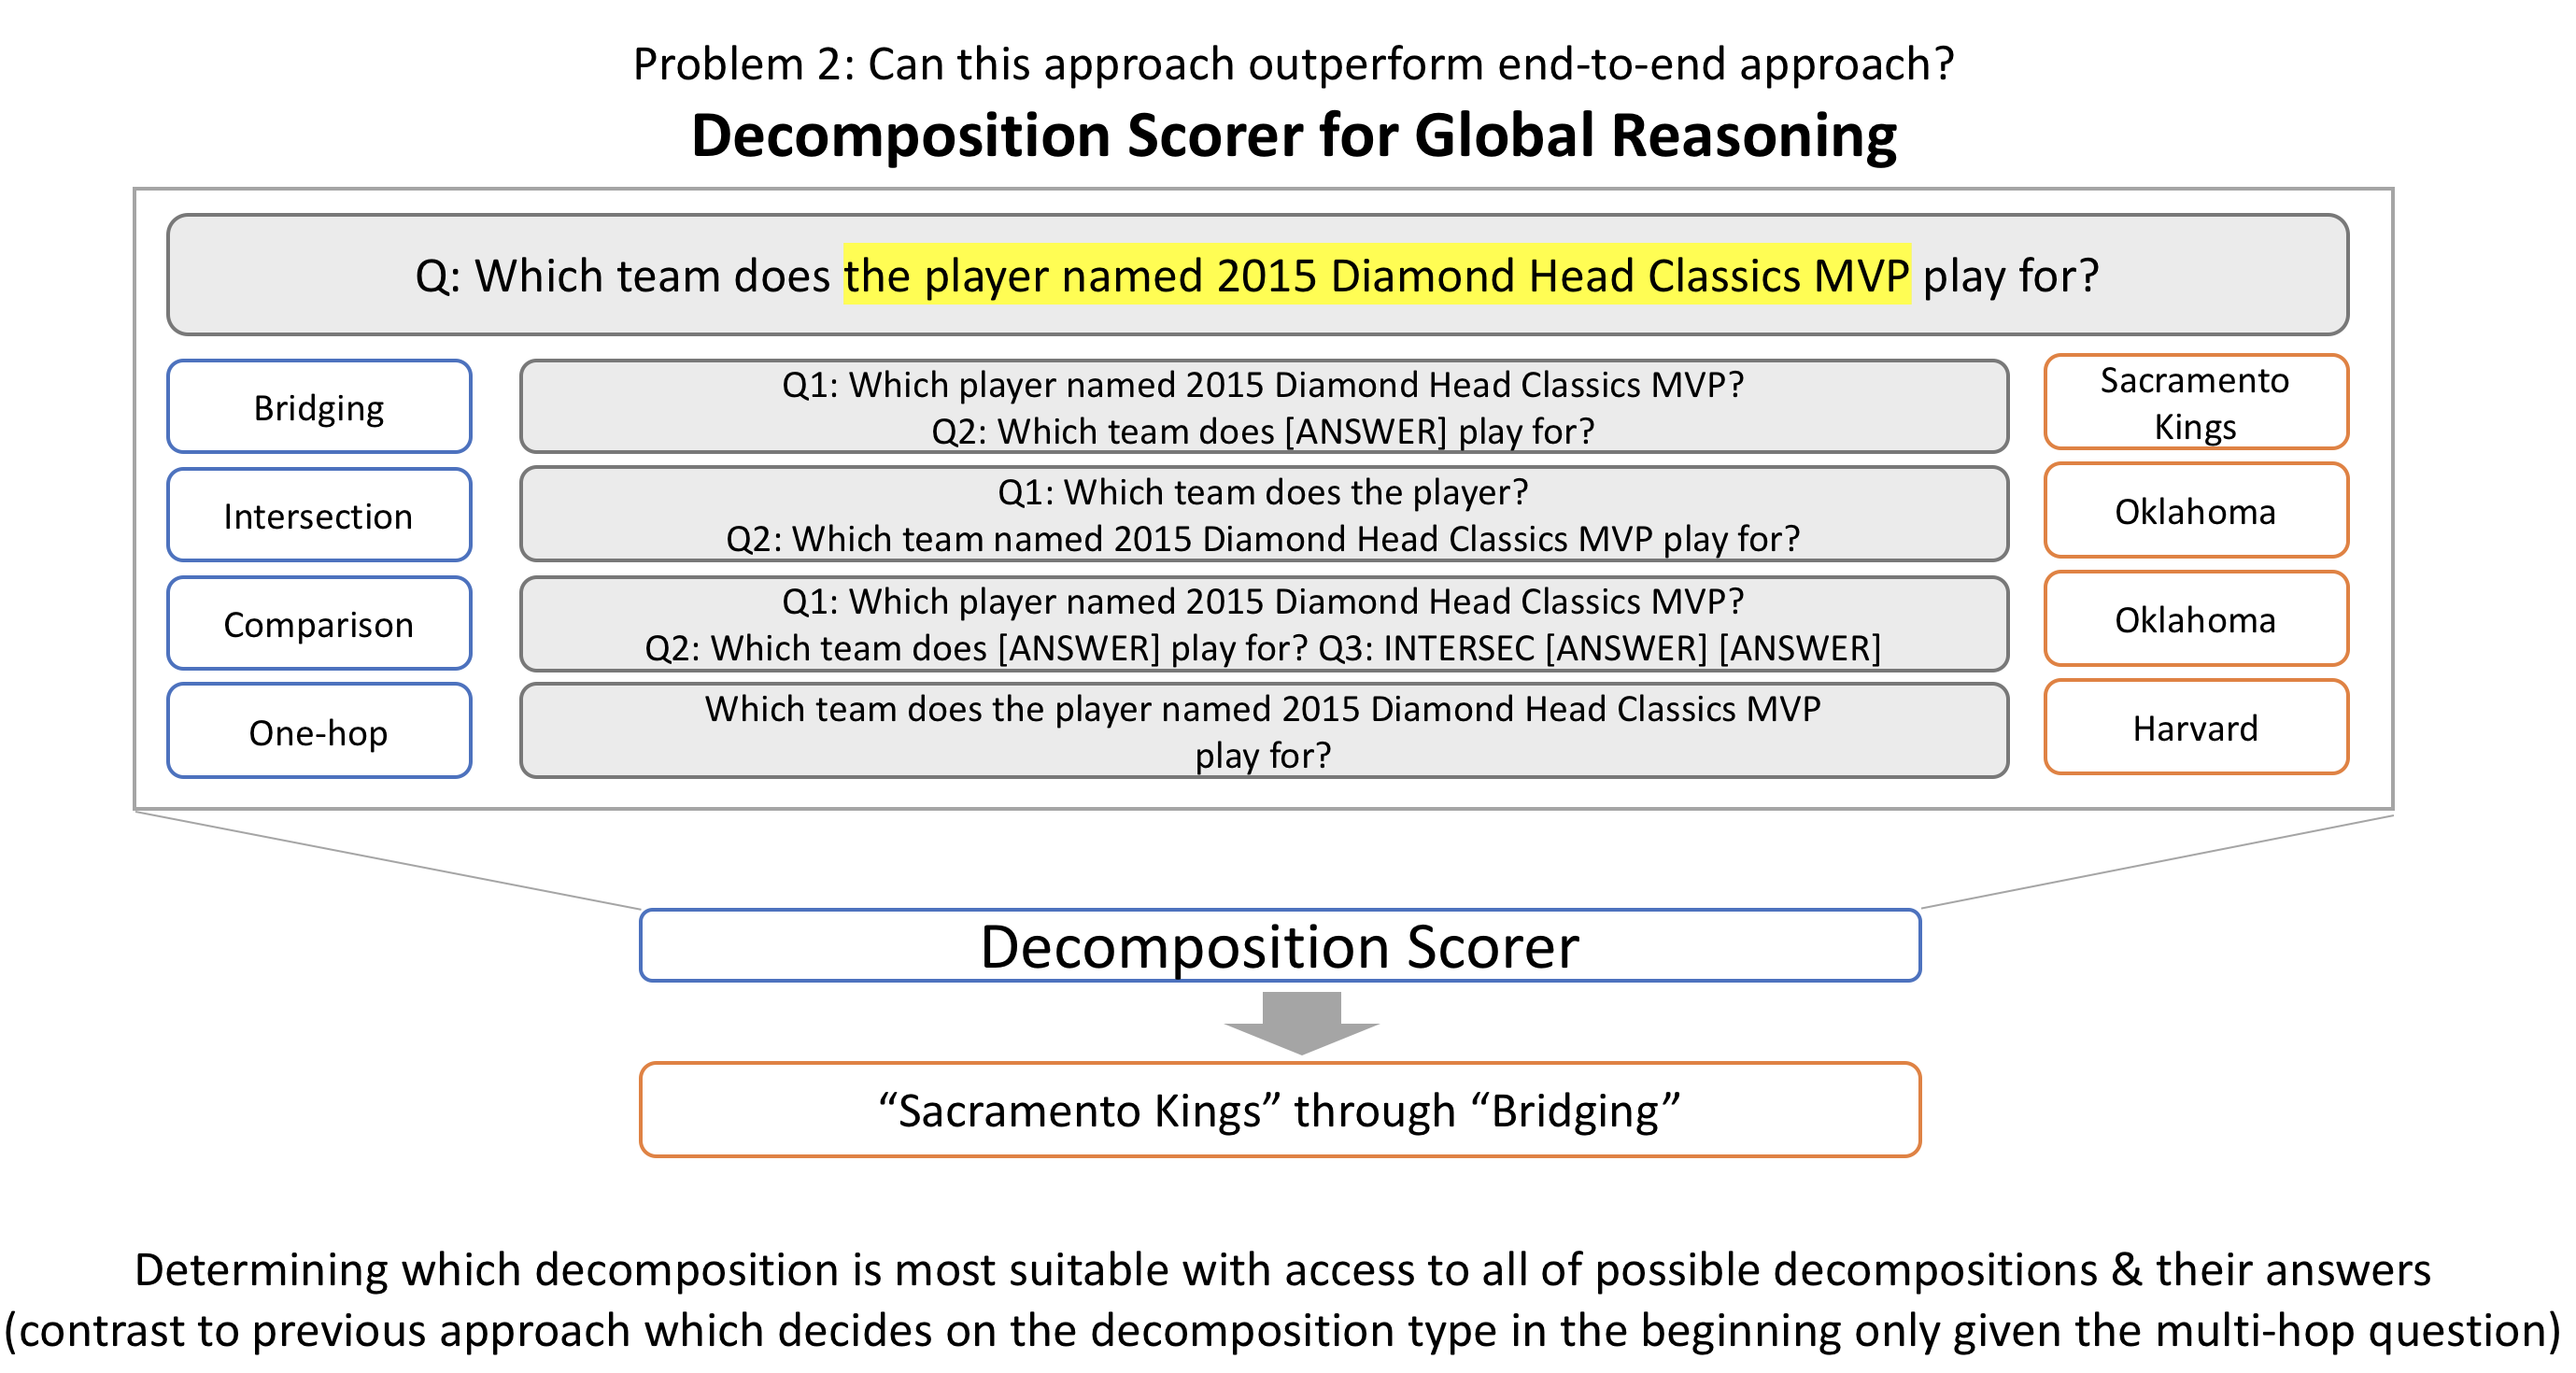 Problem 2: Can this approach outperform end-to-end approach?
Decomposition Scorer for Global Reasoning
Q: Which team does the player named 2015 Diamond Head Classics MVP play for?
Bridging
Q1: Which player named 2015 Diamond Head Classics MVP?
Q2: Which team does [ANSWER] play for?
Sacramento
Kings
Intersection
Q1: Which team does the player?
Q2: Which team named 2015 Diamond Head Classics MVP play for?
Oklahoma
Comparison
Q1: Which player named 2015 Diamond Head Classics MVP?
Q2: Which team does [ANSWER] play for? Q3: INTERSEC [ANSWER] [ANSWER]
Oklahoma
One-hop
Which team does the player named 2015 Diamond Head Classics MVP
play for?
Harvard
Decomposition Scorer
“Sacramento Kings” through “Bridging”
Determining which decomposition is most suitable with access to all of possible decompositions & their answers
(contrast to previous approach which decides on the decomposition type in the beginning only given the multi-hop question)